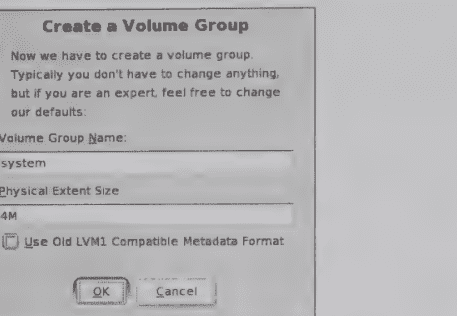 Create a Volume Group
Now we have to create a volume group.
Typically you don't have to change anything,
but if you are an expert, feel free to change
our defaults:
Volume Group Name:
system
Physical Extent Size
4M
Use Old LVM1 Compatible Metadata Format
OK Cancel